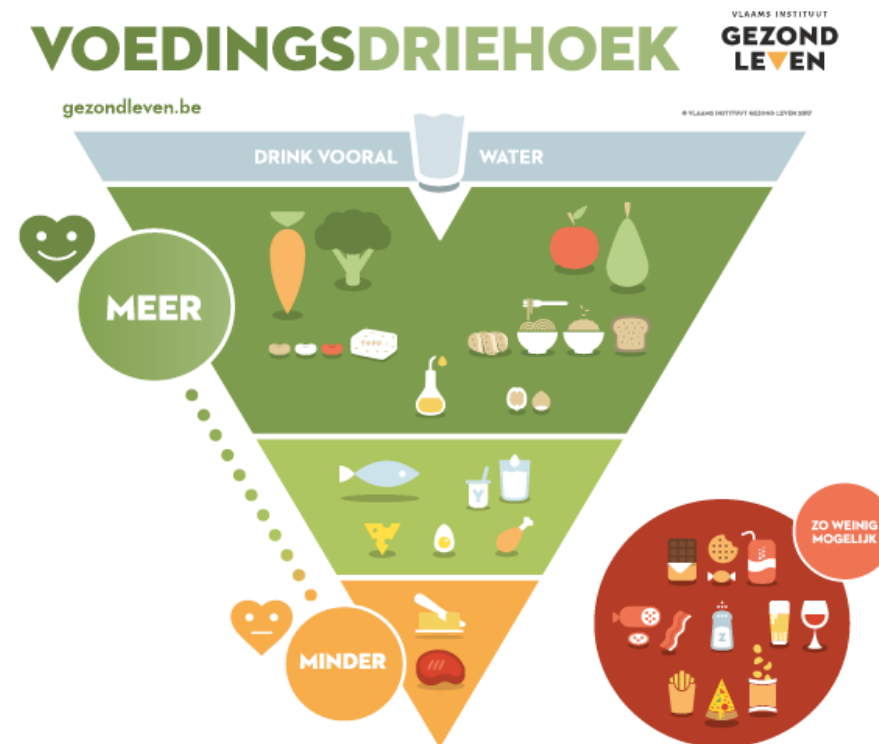 VOEDINGSDRIEHOEK
VLAAMS INSTITUUT
GEZOND
LEVEN
gezondleven.be
© VLAAMS INSTITUUT GEZOND LEVEN 2017
DRINK VOORAL WATER
MEER
TOFU
Y
ZO WEINIG
MOGELIJK
Z
MINDER